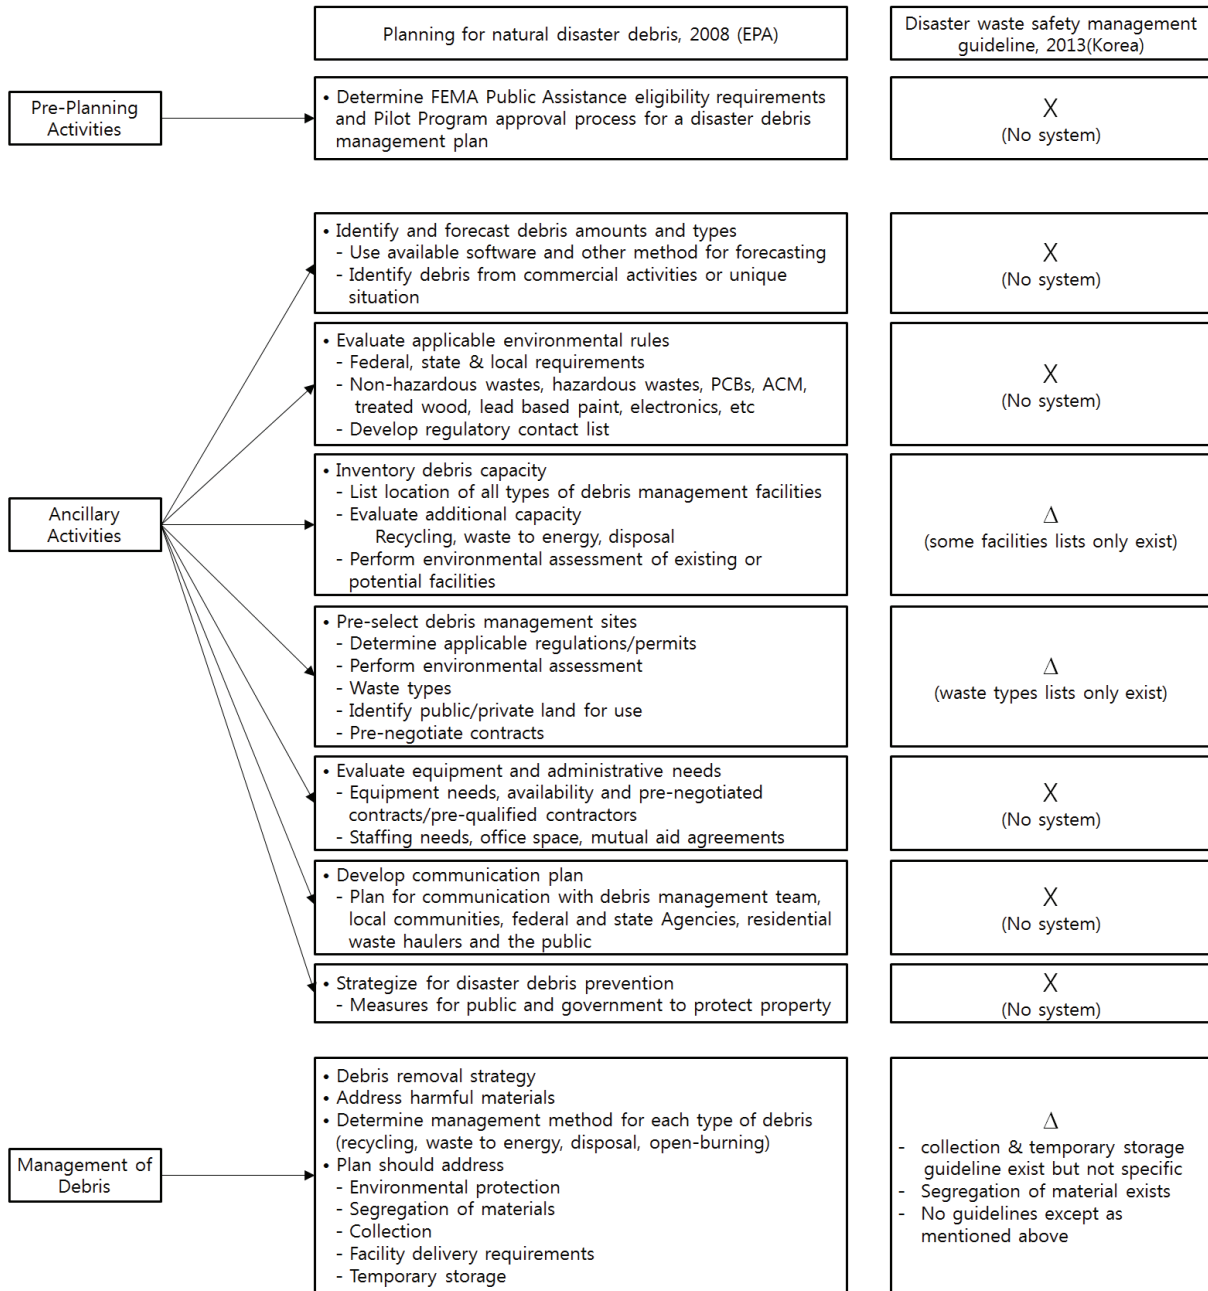 Planning for natural disaster debris, 2008 (EPA)
Disaster waste safety management
guideline, 2013(Korea)
Pre-Planning
Activities
• Determine FEMA Public Assistance eligibility requirements
and Pilot Program approval process for a disaster debris
management plan
X
(No system)
Ancillary
Activities
• Identify and forecast debris amounts and types
- Use available software and other method for forecasting
- Identify debris from commercial activities or unique
situation
X
(No system)
• Evaluate applicable environmental rules
- Federal, state & local requirements
- Non-hazardous wastes, hazardous wastes, PCBs, ACM,
treated wood, lead based paint, electronics, etc
- Develop regulatory contact list
X
(No system)
• Inventory debris capacity
- List location of all types of debris management facilities
- Evaluate additional capacity
Recycling, waste to energy, disposal
- Perform environmental assessment of existing or
potential facilities
Δ
(some facilities lists only exist)
• Pre-select debris management sites
- Determine applicable regulations/permits
- Perform environmental assessment
- Waste types
- Identify public/private land for use
- Pre-negotiate contracts
Δ
(waste types lists only exist)
• Evaluate equipment and administrative needs
- Equipment needs, availability and pre-negotiated
contracts/pre-qualified contractors
- Staffing needs, office space, mutual aid agreements
X
(No system)
• Develop communication plan
- Plan for communication with debris management team,
local communities, federal and state Agencies, residential
waste haulers and the public
X
(No system)
• Strategize for disaster debris prevention
- Measures for public and government to protect property
X
(No system)
Management of
Debris
• Debris removal strategy
• Address harmful materials
• Determine management method for each type of debris
(recycling, waste to energy, disposal, open-burning)
• Plan should address
- Environmental protection
- Segregation of materials
- Collection
- Facility delivery requirements
- Temporary storage
Δ
- collection & temporary storage
guideline exist but not specific
- Segregation of material exists
- No guidelines except as
mentioned above